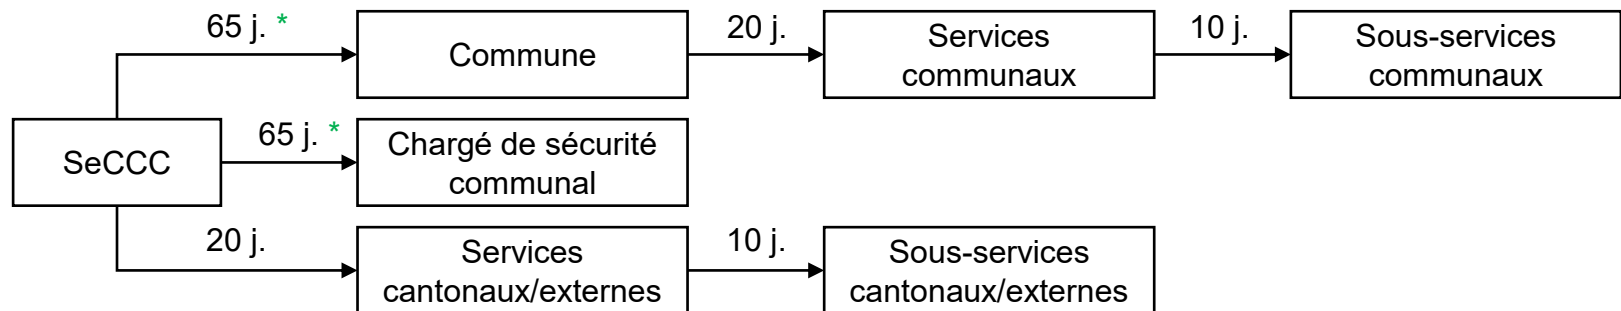 65 j. *
Commune
20 j.
Services
communaux
10 j.
Sous-services
communaux
SeCCC
65 j. *
Chargé de sécurité
communal
20 j.
Services
cantonaux/externes
10 j.
Sous-services
cantonaux/externes